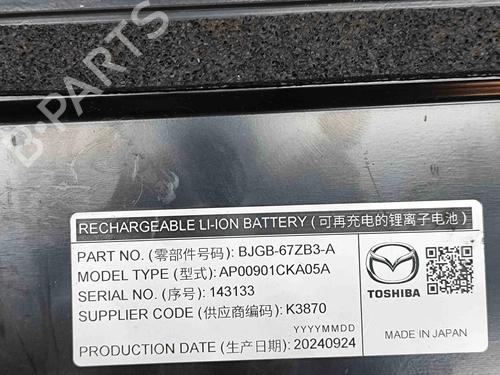 B-PARTS
RECHARGEABLE LI-ION BATTERY (可再充电的锂离子电池)
PART NO. (零部件号码): BJGB-67ZB3-A
MODEL TYPE (型式): AP00901CKA05A
SERIAL NO. (序号): 143133
SUPPLIER CODE (供应商编码): K3870
YYYYMMDD
PRODUCTION DATE (生产日期): 20240924
TOSHIBA
MADE IN JAPAN